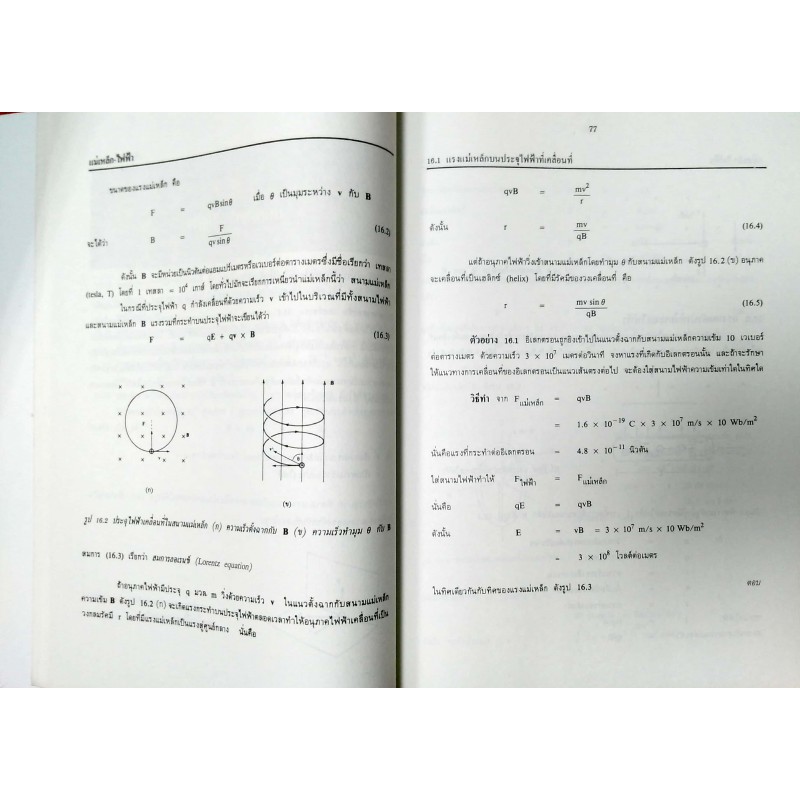 แม่เหล็ก-ไฟฟ้า
ขนาดของแรงแม่เหล็ก คือ
F = qvBsinθ เมื่อ θ เป็นมุมระหว่าง v กับ B
จะได้ว่า B = F / qvsinθ (16.2)
ดังนั้น B จะมีหน่วยเป็นนิวตันต่อแอมแปร์เมตรหรือเวเบอร์ต่อตารางเมตรซึ่งมีชื่อเรียกว่า เทสลา
(tesla, T) โดยที่ 1 เทสลา = 10⁴ เกาส์ โดยทั่วไปมักจะเรียกการเหนี่ยวนำแม่เหล็กนี้ว่า สนามแม่เหล็ก
ในกรณีที่ประจุไฟฟ้า q กำลังเคลื่อนที่ด้วยความเร็ว v เข้าไปในบริเวณที่มีทั้งสนามไฟฟ้า
และสนามแม่เหล็ก B แรงรวมที่กระทำบนประจุไฟฟ้าจะเขียนได้ว่า
F = qE + qv × B (16.3)
B
F
v
θ
(ก)
(ข)
รูป 16.2 ประจุไฟฟ้าเคลื่อนที่ในสนามแม่เหล็ก (ก) ความเร็วตั้งฉากกับ B (ข) ความเร็วทำมุม θ กับ B
สมการ (16.3) เรียกว่า สมการลอเรนซ์ (Lorentz equation)
ถ้าอนุภาคไฟฟ้ามีประจุ q มวล m วิ่งด้วยความเร็ว v ในแนวตั้งฉากกับสนามแม่เหล็ก
ความเข้ม B ดังรูป 16.2 (ก) จะเกิดแรงกระทำบนประจุไฟฟ้าตลอดเวลาทำให้อนุภาคไฟฟ้าเคลื่อนที่เป็น
วงกลมรัศมี r โดยที่มีแรงแม่เหล็กเป็นแรงสู่ศูนย์กลาง นั่นคือ
77
16.1 แรงแม่เหล็กบนประจุไฟฟ้าที่เคลื่อนที่
qvB = mv² / r
ดังนั้น r = mv / qB (16.4)
แต่ถ้าอนุภาคไฟฟ้าวิ่งเข้าสนามแม่เหล็กโดยทำมุม θ กับสนามแม่เหล็ก ดังรูป 16.2 (ข) อนุภาค
จะเคลื่อนที่เป็นเฮลิกซ์ (helix) โดยที่มีรัศมีของวงเคลื่อนที่ คือ
r = mv sin θ / qB (16.5)
ตัวอย่าง 16.1 อิเลกตรอนถูกยิงเข้าไปในแนวตั้งฉากกับสนามแม่เหล็กความเข้ม 10 เวเบอร์
ต่อตารางเมตร ด้วยความเร็ว 3 × 10⁷ เมตรต่อวินาที จงหาแรงที่เกิดกับอิเลกตรอนนั้น และถ้าจะรักษา
ให้แนวทางการเคลื่อนที่ของอิเลกตรอนเป็นแนวเส้นตรงต่อไป จะต้องใส่สนามไฟฟ้าความเข้มเท่าใดในทิศใด
วิธีทำ จาก Fแม่เหล็ก = qvB
= 1.6 × 10⁻¹⁹ C × 3 × 10⁷ m/s × 10 Wb/m²
นั่นคือแรงที่กระทำต่ออิเลกตรอน = 4.8 × 10⁻¹¹ นิวตัน
ใส่สนามไฟฟ้าทำให้ Fไฟฟ้า = Fแม่เหล็ก
นั่นคือ qE = qvB
ดังนั้น E = vB = 3 × 10⁷ m/s × 10 Wb/m²
= 3 × 10⁸ โวลต์ต่อเมตร
ในทิศเดียวกันกับทิศของแรงแม่เหล็ก ดังรูป 16.3 ตอบ